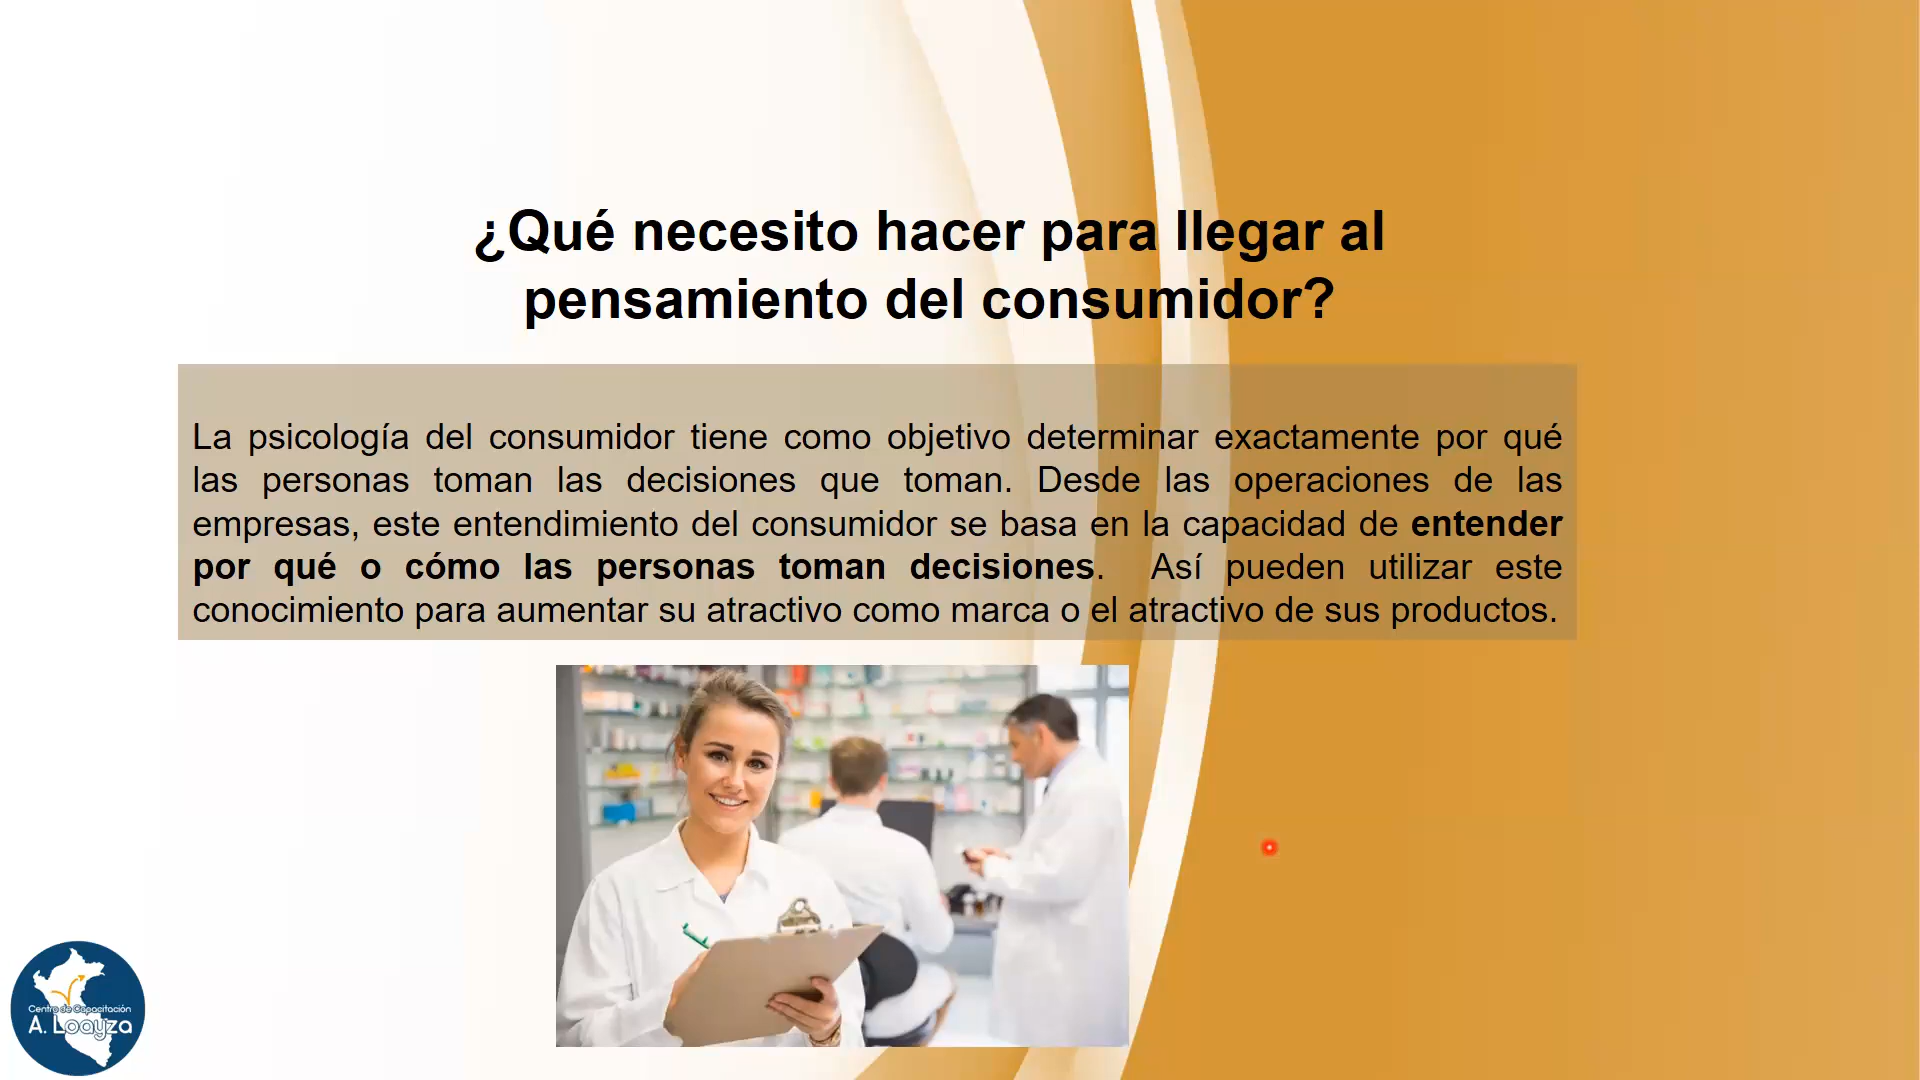 ¿Qué necesito hacer para llegar al
pensamiento del consumidor?
La psicología del consumidor tiene como objetivo determinar exactamente por qué
las personas toman las decisiones que toman. Desde las operaciones de las
empresas, este entendimiento del consumidor se basa en la capacidad de entender
por qué o cómo las personas toman decisiones. Así pueden utilizar este
conocimiento para aumentar su atractivo como marca o el atractivo de sus productos.
Centro de Capacitación
A. Loayza